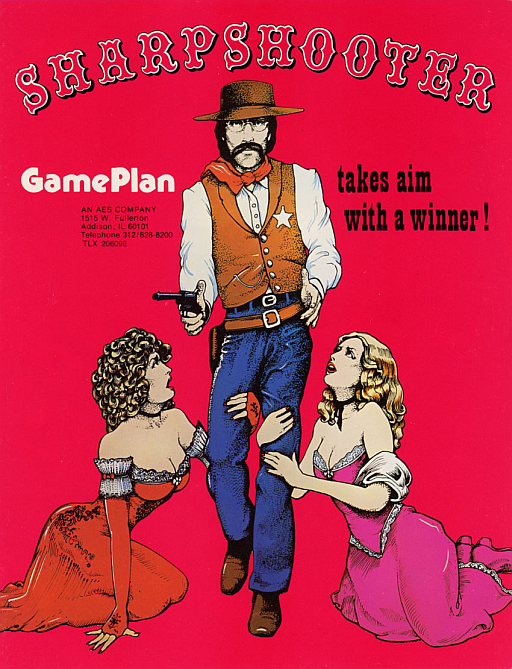 SHARPSHOOTER
GamePlan
AN AES COMPANY
1515 W. Fullerton
Addison, IL 60101
Telephone 312/628-8200
TLX 206096
takes aim
with a winner!